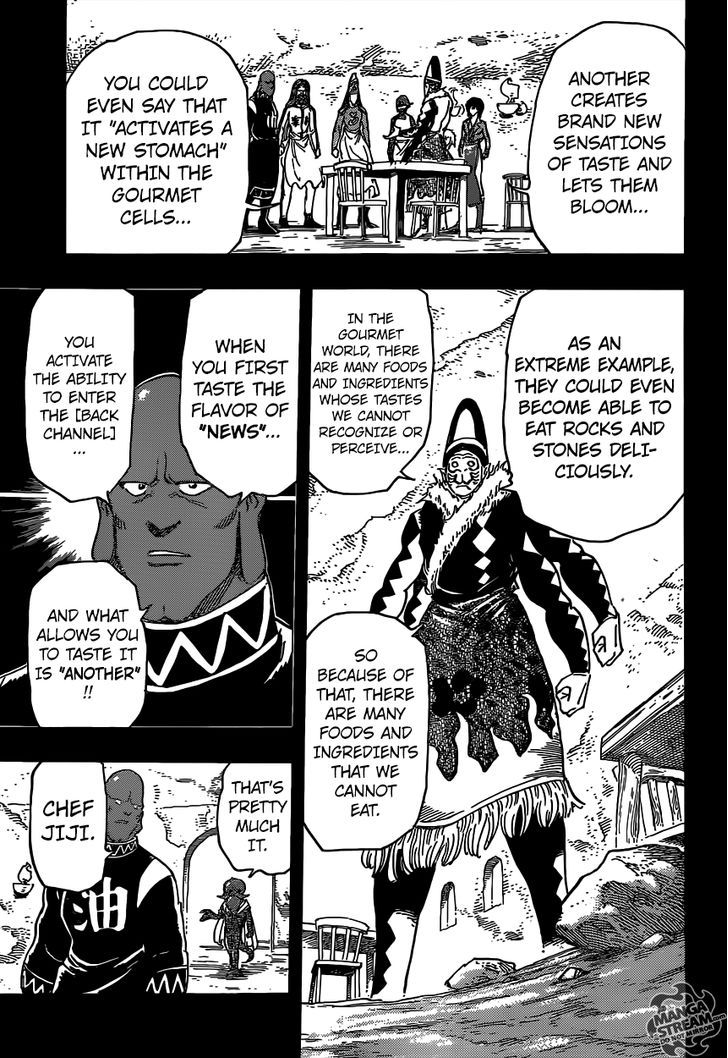 ANOTHER
CREATES
BRAND NEW
SENSATIONS
OF TASTE AND
LETS THEM
BLOOM...
YOU COULD
EVEN SAY THAT
IT "ACTIVATES A
NEW STOMACH"
WITHIN THE
GOURMET
CELLS...
AS AN
EXTREME EXAMPLE,
THEY COULD EVEN
BECOME ABLE TO
EAT ROCKS AND
STONES DELI-
CIOUSLY.
IN THE
GOURMET
WORLD, THERE
ARE MANY FOODS
AND INGREDIENTS
WHOSE TASTES
WE CANNOT
RECOGNIZE OR
PERCEIVE...
SO
BECAUSE OF
THAT, THERE
ARE MANY
FOODS AND
INGREDIENTS
THAT WE
CANNOT
EAT.
WHEN
YOU FIRST
TASTE THE
FLAVOR OF
"NEWS"...
YOU
ACTIVATE
THE ABILITY
TO ENTER
THE [BACK
CHANNEL]
...
AND WHAT
ALLOWS YOU
TO TASTE IT
IS "ANOTHER"
!!
THAT'S
PRETTY
MUCH
IT.
CHEF
JIJI.
油
MANGA
STREAM
DO NOT MIRROR